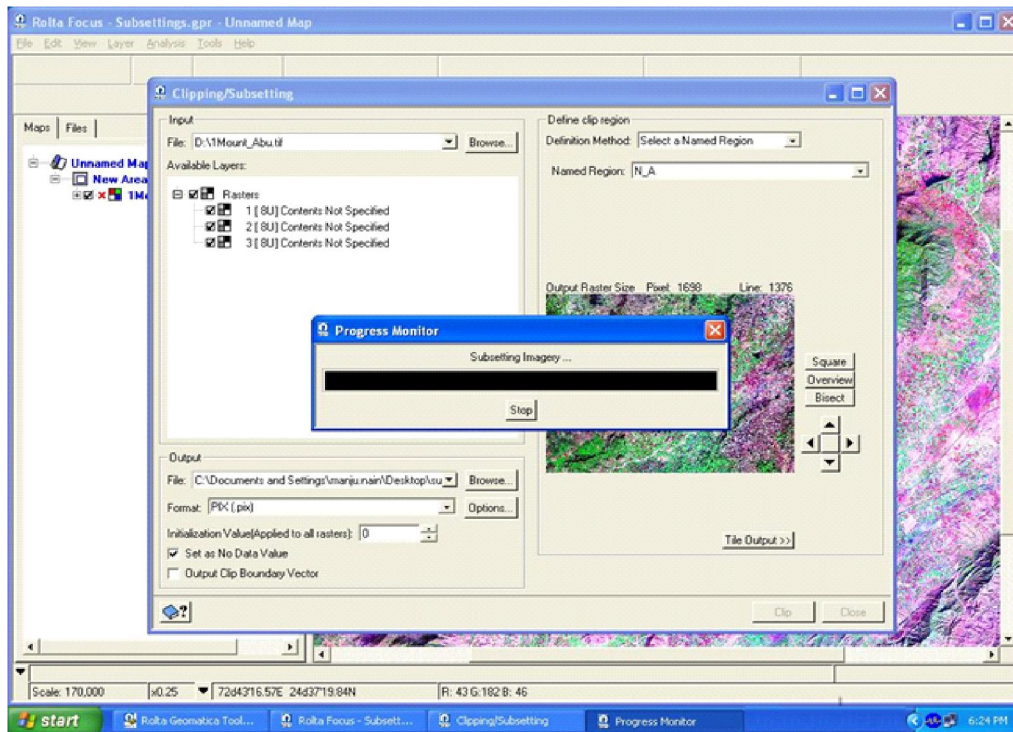 Rolta Focus - Subsettings.gpr - Unnamed Map
File Edit View Layer Analysis Tools Help
Clipping/Subsetting
Maps Files
Unnamed Map
New Area
Input
File: D:\1Mount_Abu.tif Browse...
Available Layers:
Rasters
1 [ 8U] Contents Not Specified
2 [ 8U] Contents Not Specified
3 [ 8U] Contents Not Specified
Define clip region
Definition Method: Select a Named Region
Named Region: N_A
Output Raster Size Pixel: 1698 Line: 1376
Progress Monitor
Subsetting Imagery ...
Stop
Square
Overview
Bisect
Output
File: C:\Documents and Settings\manju.nain\Desktop\su Browse...
Format: PIX (.pix) Options...
Initialization Value(Applied to all rasters): 0
Set as No Data Value
Output Clip Boundary Vector
Tile Output >>
Clip Close
Scale: 170,000 x0.25 72d43'16.57E 24d37'19.84N R: 43 G:182 B: 46
start Rolta Geomatica Tool... Rolta Focus - Subsett... Clipping/Subsetting Progress Monitor 6:24 PM